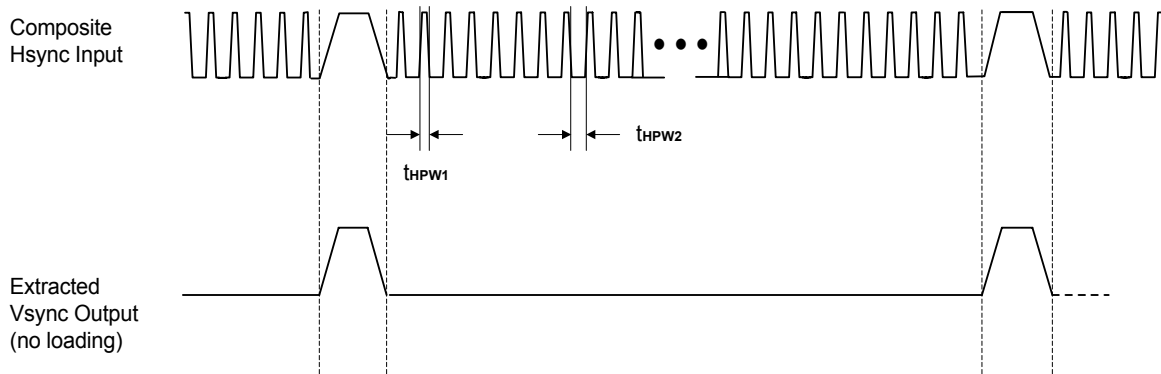 Composite
Hsync Input
tHPW1
tHPW2
Extracted
Vsync Output
(no loading)